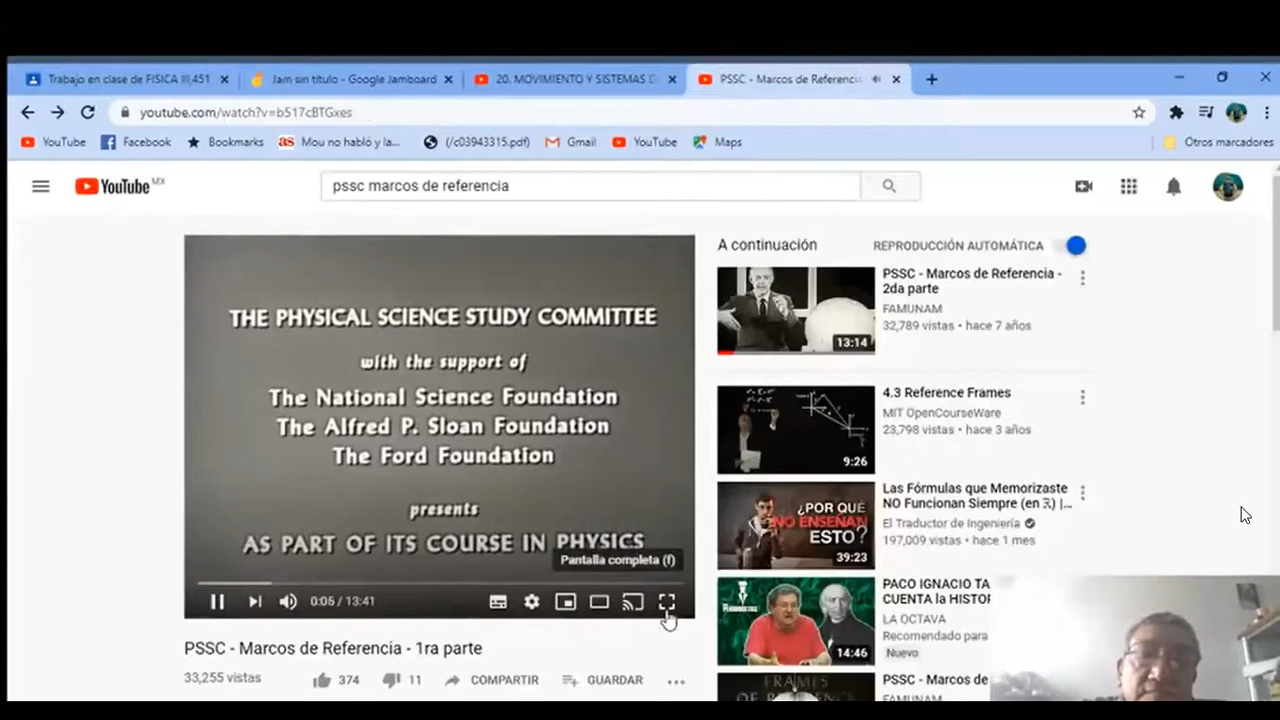 Trabajo en clase de FISICA III,451
Jam sin título - Google Jamboard
20. MOVIMIENTO Y SISTEMAS D
PSSC - Marcos de Referencia
youtube.com/watch?v=b517cBTGxes
YouTube
Facebook
Bookmarks
Mou no habló y la...
(/c03943315.pdf)
Gmail
YouTube
Maps
Otros marcadores
YouTube MX
pssc marcos de referencia
THE PHYSICAL SCIENCE STUDY COMMITTEE
with the support of
The National Science Foundation
The Alfred P. Sloan Foundation
The Ford Foundation
presents
AS PART OF ITS COURSE IN PHYSICS
Pantalla completa (f)
0:05 / 13:41
PSSC - Marcos de Referencia - 1ra parte
33,255 vistas
374
11
COMPARTIR
GUARDAR
A continuación
REPRODUCCIÓN AUTOMÁTICA
13:14
PSSC - Marcos de Referencia -
2da parte
FAMUNAM
32,789 vistas • hace 7 años
9:26
4.3 Reference Frames
MIT OpenCourseWare
23,798 vistas • hace 3 años
¿POR QUÉ
NO ENSEÑAN
ESTO?
39:23
Las Fórmulas que Memorizaste
NO Funcionan Siempre (en ℝ) |...
El Traductor de Ingeniería
197,009 vistas • hace 1 mes
14:46
PACO IGNACIO TA
CUENTA la HISTOR
LA OCTAVA
Recomendado para
Nuevo
FRAMES
PSSC - Marcos de
FAMUNAM